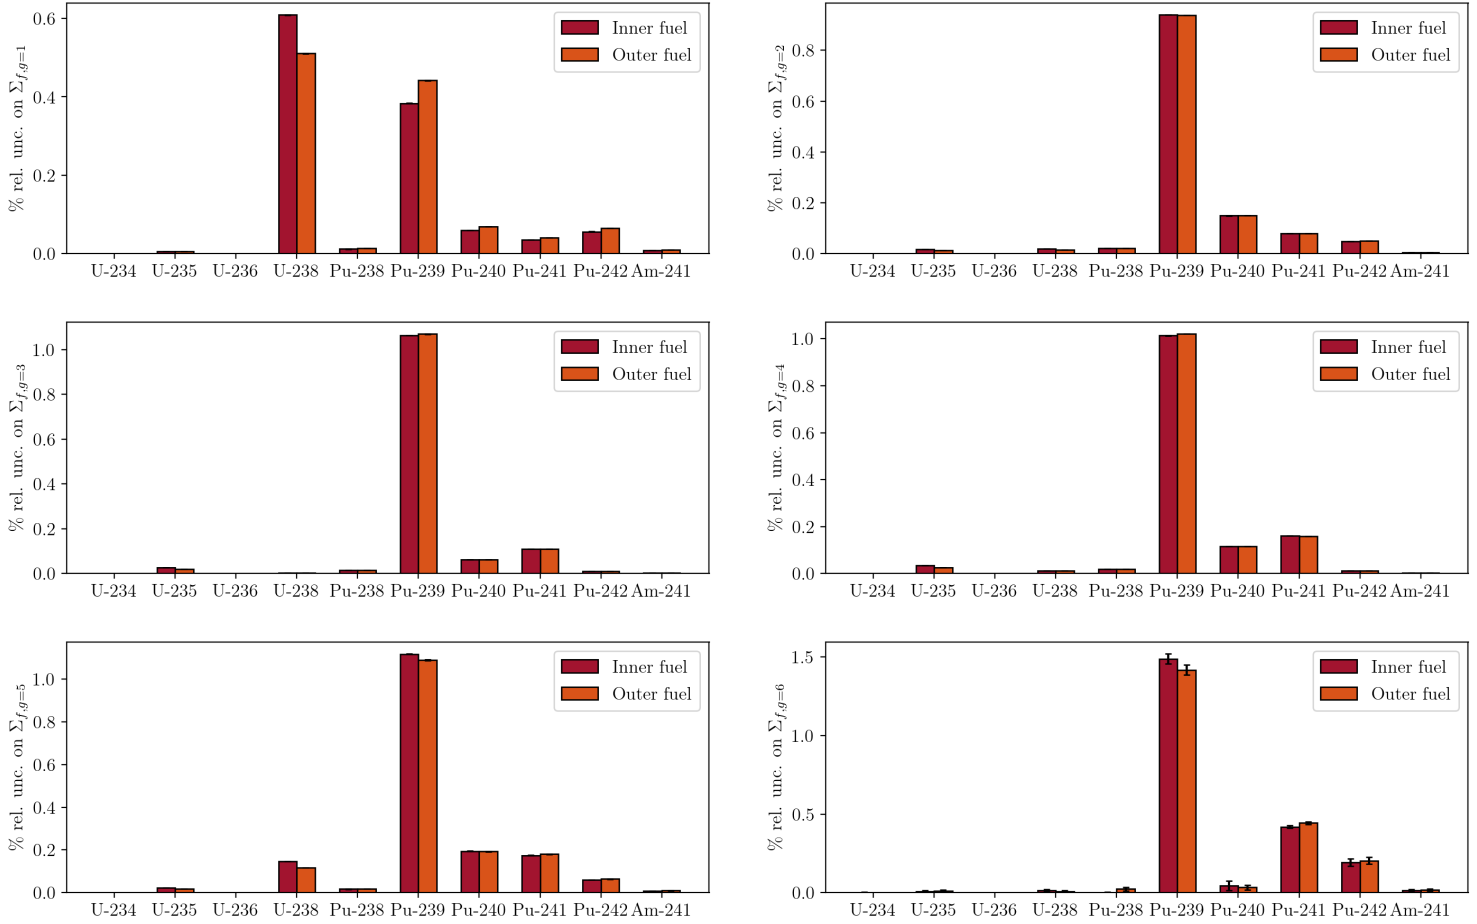 % rel. unc. on Σf,g=1
0.6
0.4
0.2
0.0
Inner fuel
Outer fuel
U-234 U-235 U-236 U-238 Pu-238 Pu-239 Pu-240 Pu-241 Pu-242 Am-241
% rel. unc. on Σf,g=2
0.8
0.6
0.4
0.2
0.0
Inner fuel
Outer fuel
U-234 U-235 U-236 U-238 Pu-238 Pu-239 Pu-240 Pu-241 Pu-242 Am-241
% rel. unc. on Σf,g=3
1.0
0.8
0.6
0.4
0.2
0.0
Inner fuel
Outer fuel
U-234 U-235 U-236 U-238 Pu-238 Pu-239 Pu-240 Pu-241 Pu-242 Am-241
% rel. unc. on Σf,g=4
1.0
0.8
0.6
0.4
0.2
0.0
Inner fuel
Outer fuel
U-234 U-235 U-236 U-238 Pu-238 Pu-239 Pu-240 Pu-241 Pu-242 Am-241
% rel. unc. on Σf,g=5
1.0
0.8
0.6
0.4
0.2
0.0
Inner fuel
Outer fuel
U-234 U-235 U-236 U-238 Pu-238 Pu-239 Pu-240 Pu-241 Pu-242 Am-241
% rel. unc. on Σf,g=6
1.5
1.0
0.5
0.0
Inner fuel
Outer fuel
U-234 U-235 U-236 U-238 Pu-238 Pu-239 Pu-240 Pu-241 Pu-242 Am-241